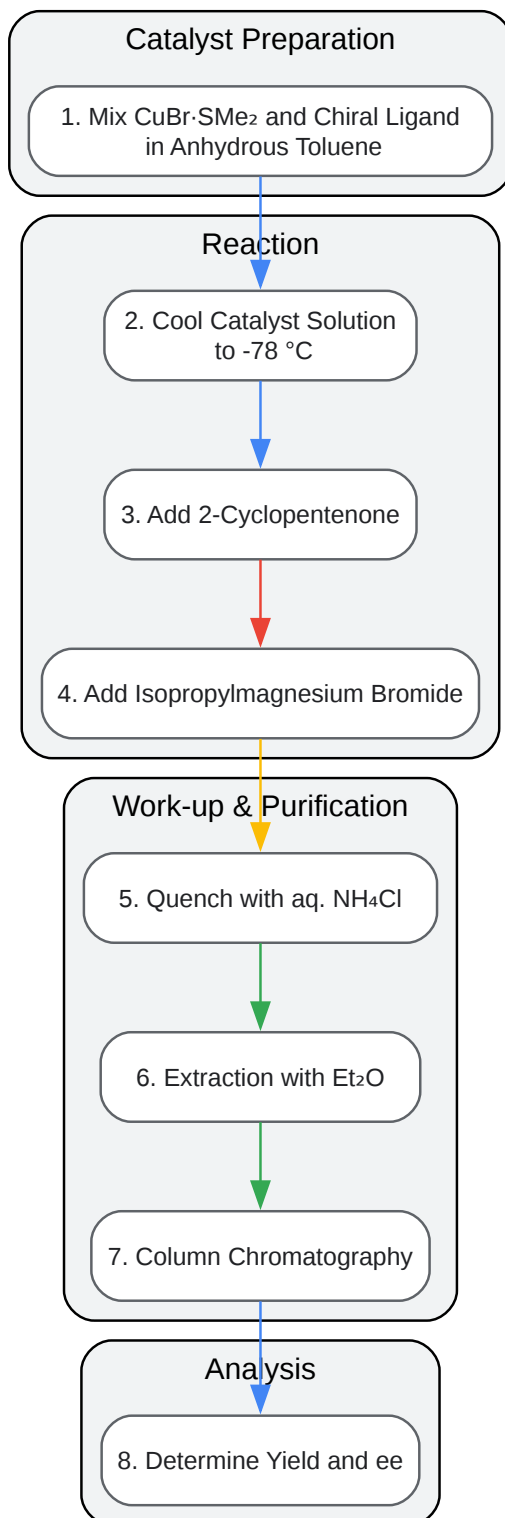 Catalyst Preparation
1. Mix CuBr·SMe₂ and Chiral Ligand
in Anhydrous Toluene
Reaction
2. Cool Catalyst Solution
to -78 °C
3. Add 2-Cyclopentenone
4. Add Isopropylmagnesium Bromide
Work-up & Purification
5. Quench with aq. NH₄Cl
6. Extraction with Et₂O
7. Column Chromatography
Analysis
8. Determine Yield and ee